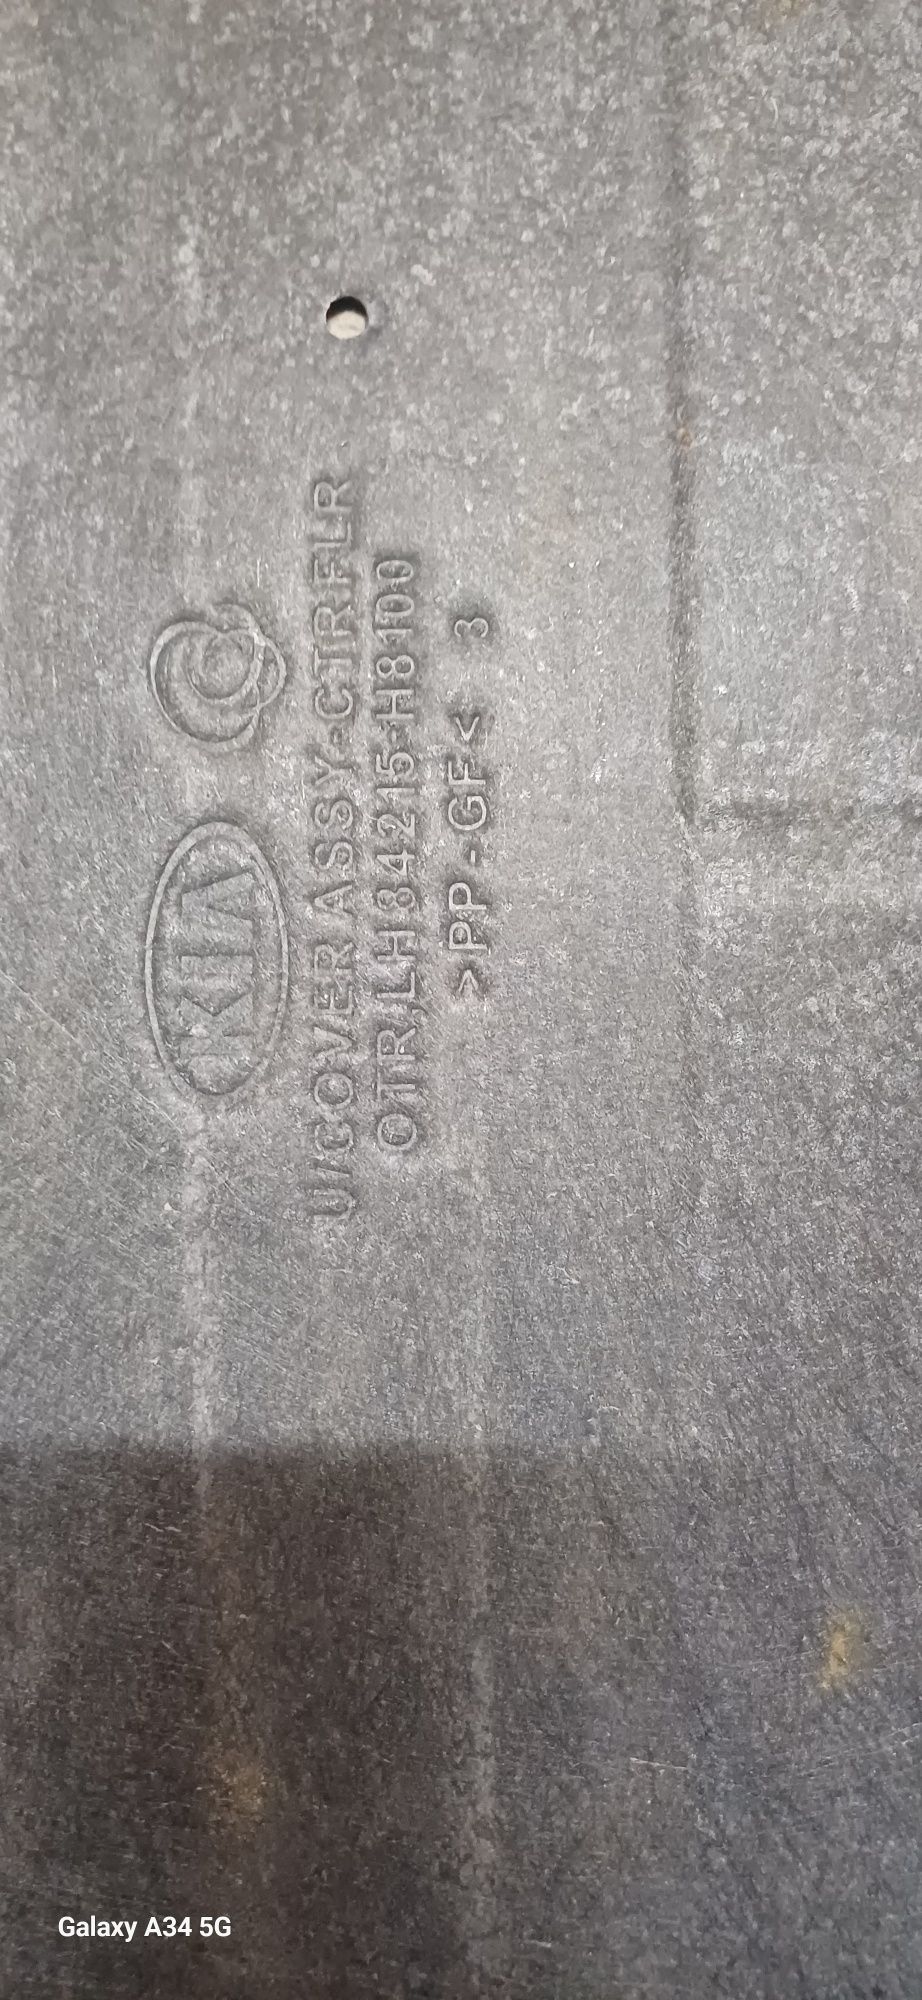 KIA
U/COVER ASSY-CTR FLR
OTR,LH 84215-H8100
>PP-GF< 3
Galaxy A34 5G